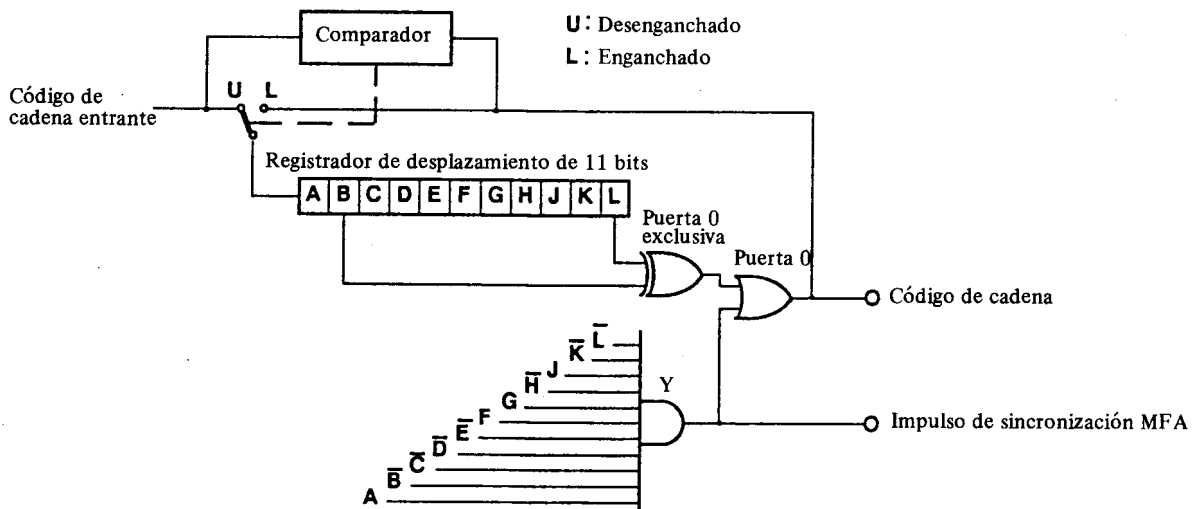 Comparador
U: Desenganchado
L: Enganchado
U L
Código de
cadena entrante
Registrador de desplazamiento de 11 bits
A B C D E F G H J K L
Puerta 0
exclusiva
Puerta 0
Código de cadena
L̅
K̅
J
H̅
Y
G
F
E̅
D̅
C̅
B̅
A
Impulso de sincronización MFA